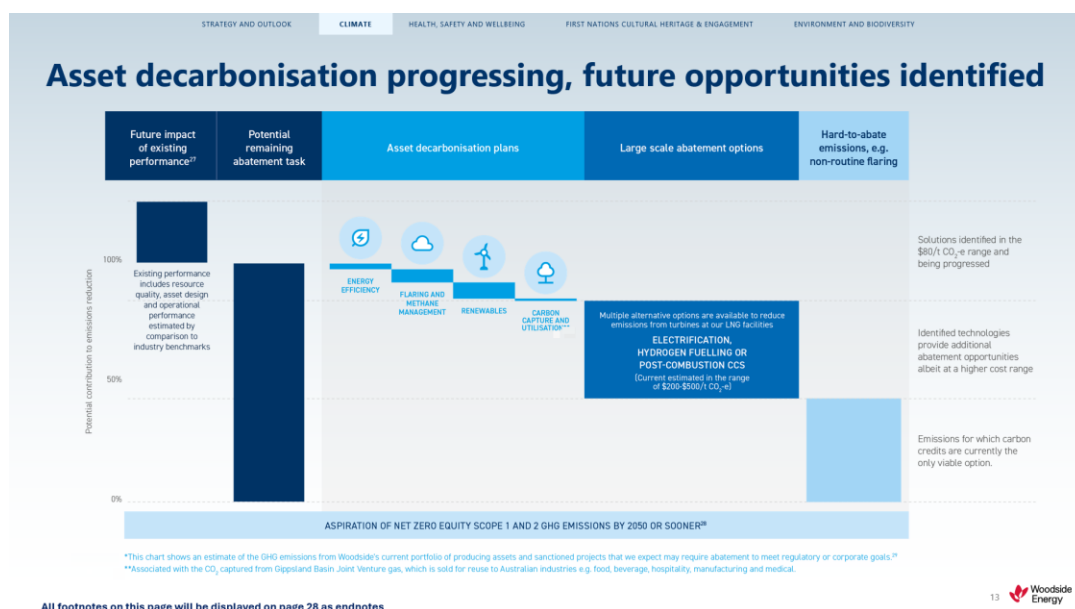 STRATEGY AND OUTLOOK
CLIMATE
HEALTH, SAFETY AND WELLBEING
FIRST NATIONS CULTURAL HERITAGE & ENGAGEMENT
ENVIRONMENT AND BIODIVERSITY
Asset decarbonisation progressing, future opportunities identified
Future impact
of existing
performance²⁷
Potential
remaining
abatement task
Asset decarbonisation plans
Large scale abatement options
Hard-to-abate
emissions, e.g.
non-routine flaring
Potential contribution to emissions reduction
100%
50%
0%
Existing performance
includes resource
quality, asset design
and operational
performance
estimated by
comparison to
industry benchmarks
ENERGY
EFFICIENCY
FLARING AND
METHANE
MANAGEMENT
RENEWABLES
CARBON
CAPTURE AND
UTILISATION**
Multiple alternative options are available to reduce
emissions from turbines at our LNG facilities
ELECTRIFICATION,
HYDROGEN FUELLING OR
POST-COMBUSTION CCS
(Current estimated in the range
of $200-$500/t CO₂-e)
Solutions identified in the
$80/t CO₂-e range and
being progressed
Identified technologies
provide additional
abatement opportunities
albeit at a higher cost range
Emissions for which carbon
credits are currently the
only viable option.
ASPIRATION OF NET ZERO EQUITY SCOPE 1 AND 2 GHG EMISSIONS BY 2050 OR SOONER²⁸
*This chart shows an estimate of the GHG emissions from Woodside's current portfolio of producing assets and sanctioned projects that we expect may require abatement to meet regulatory or corporate goals.²⁹
**Associated with the CO₂ captured from Gippsland Basin Joint Venture gas, which is sold for reuse to Australian industries e.g. food, beverage, hospitality, manufacturing and medical.
All footnotes on this page will be displayed on page 28 as endnotes
13
Woodside
Energy